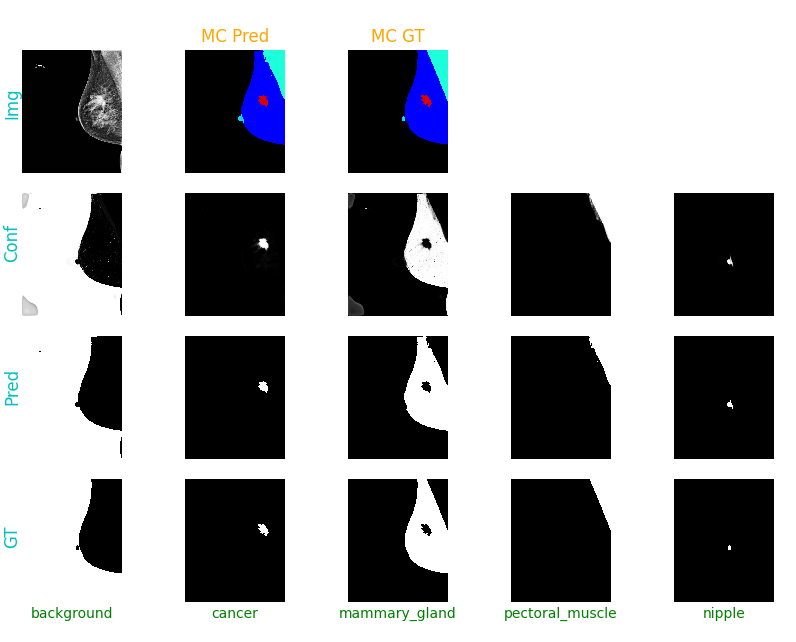 MC Pred
MC GT
Img
Conf
Pred
GT
background
cancer
mammary_gland
pectoral_muscle
nipple